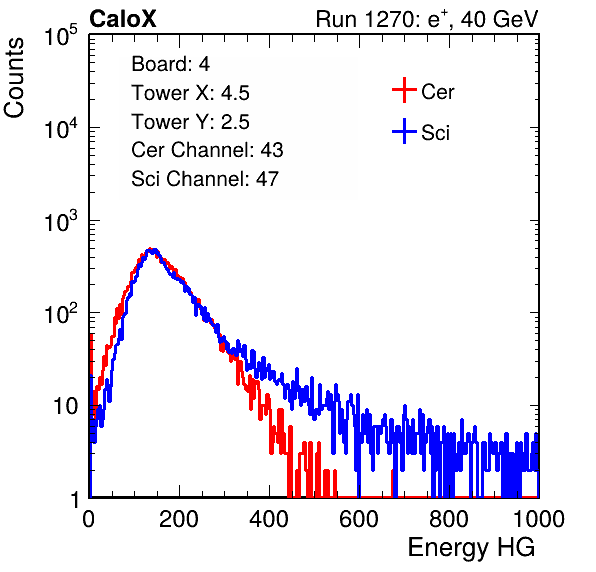 CaloX Run 1270: e⁺, 40 GeV
Counts
10⁵
10⁴
10³
10²
10
1
Board: 4
Tower X: 4.5
Tower Y: 2.5
Cer Channel: 43
Sci Channel: 47
Cer
Sci
0 200 400 600 800 1000
Energy HG